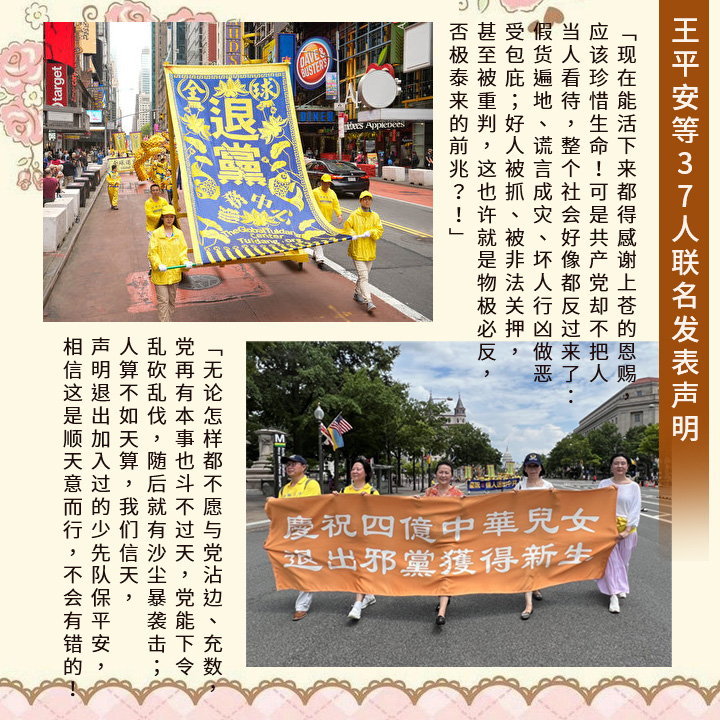 王平安等37人联名发表声明
「现在能活下来都得感谢上苍的恩赐，
应该珍惜生命！可是共产党却不把人
当人看待，整个社会好像都反过来了：
假货遍地、谎言成灾、坏人行凶做恶
受包庇；好人被抓、被非法关押，
甚至被重判，这也许就是物极必反，
否极泰来的前兆？！」
target
全球
退黨
The Global Tuidang
Center
Tuidang.org
DAVE &
BUSTER'S
Applebee's
「无论怎样都不愿与党沾边、充数，
党再有本事也斗不过天，党能下令
乱砍乱伐，随后就有沙尘暴袭击；
人算不如天算，我们信天，
声明退出加入过的少先队保平安，
相信这是顺天意而行，不会有错的！
M
慶祝四億中華兒女
退出邪黨獲得新生